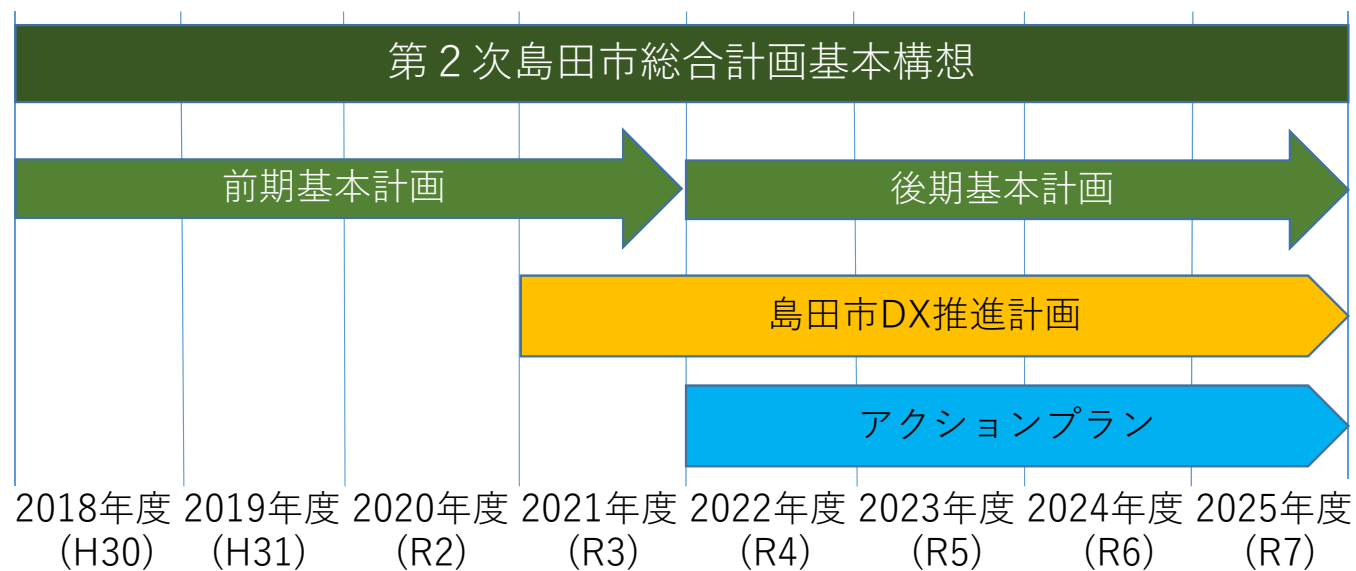 第２次島田市総合計画基本構想
前期基本計画
後期基本計画
島田市DX推進計画
アクションプラン
2018年度 2019年度 2020年度 2021年度 2022年度 2023年度 2024年度 2025年度
(H30) (H31) (R2) (R3) (R4) (R5) (R6) (R7)